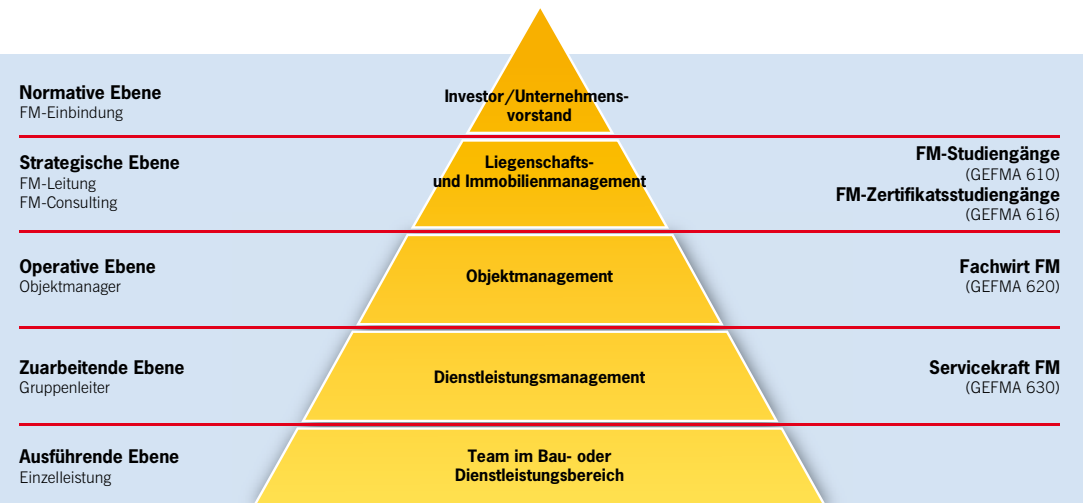 Normative Ebene
FM-Einbindung
Investor/Unternehmens-
vorstand
Strategische Ebene
FM-Leitung
FM-Consulting
Liegenschafts-
und Immobilienmanagement
FM-Studiengänge
(GEFMA 610)
FM-Zertifikatsstudiengänge
(GEFMA 616)
Operative Ebene
Objektmanager
Objektmanagement
Fachwirt FM
(GEFMA 620)
Zuarbeitende Ebene
Gruppenleiter
Dienstleistungsmanagement
Servicekraft FM
(GEFMA 630)
Ausführende Ebene
Einzelleistung
Team im Bau- oder
Dienstleistungsbereich